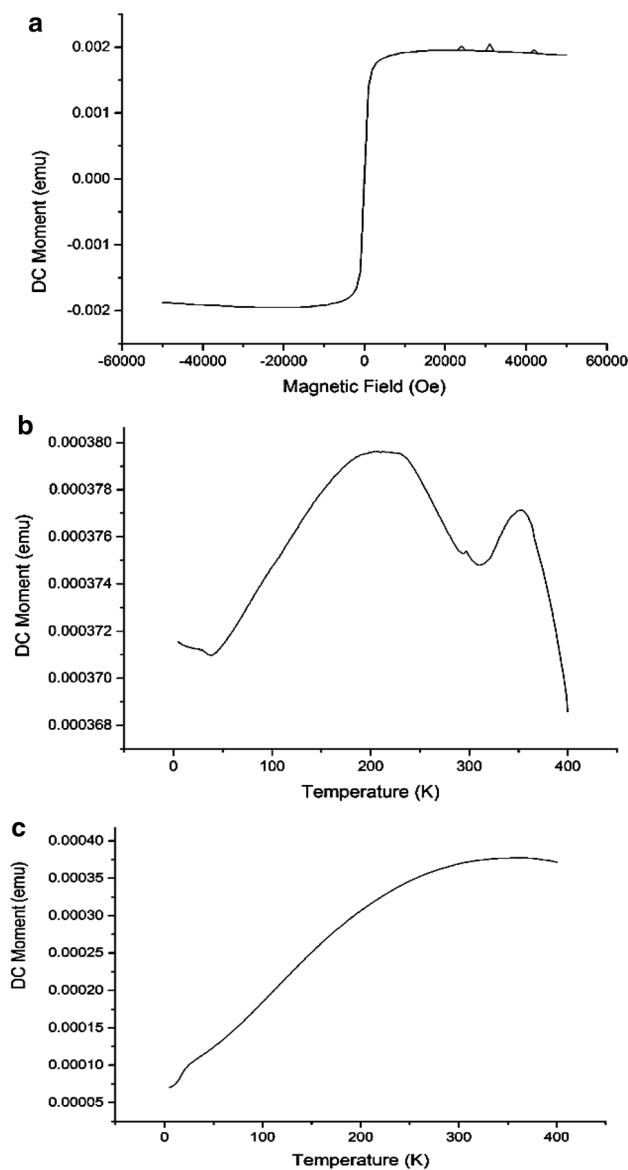 a
0.002
0.001
0.000
-0.001
-0.002
DC Moment (emu)
-60000 -40000 -20000 0 20000 40000 60000
Magnetic Field (Oe)
b
0.000380
0.000378
0.000376
0.000374
0.000372
0.000370
0.000368
DC Moment (emu)
0 100 200 300 400
Temperature (K)
c
0.00040
0.00035
0.00030
0.00025
0.00020
0.00015
0.00010
0.00005
DC Moment (emu)
0 100 200 300 400
Temperature (K)